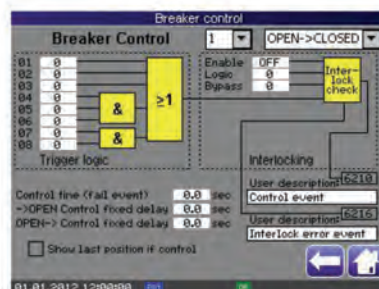 Breaker control
Breaker Control 1 OPEN->CLOSED
01 0
02 0
03 0
04 0
05 0
06 0
07 0
08 0
&
&
≥1
Trigger logic
Enable OFF
Logic 0
Bypass 0
Inter-
lock
check
Interlocking
User description: 6210
Control event
User description: 6216
Interlock error event
Control time (fail event) 0.0 sec
->OPEN Control fixed delay 0.0 sec
OPEN-> Control fixed delay 0.0 sec
Show last position if control
01.01.2012 12:00:00